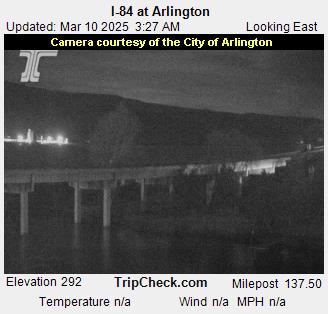 I-84 at Arlington
Updated: Mar 10 2025 3:27 AM Looking East
Camera courtesy of the City of Arlington
Elevation 292 TripCheck.com Milepost 137.50
Temperature n/a Wind n/a MPH n/a